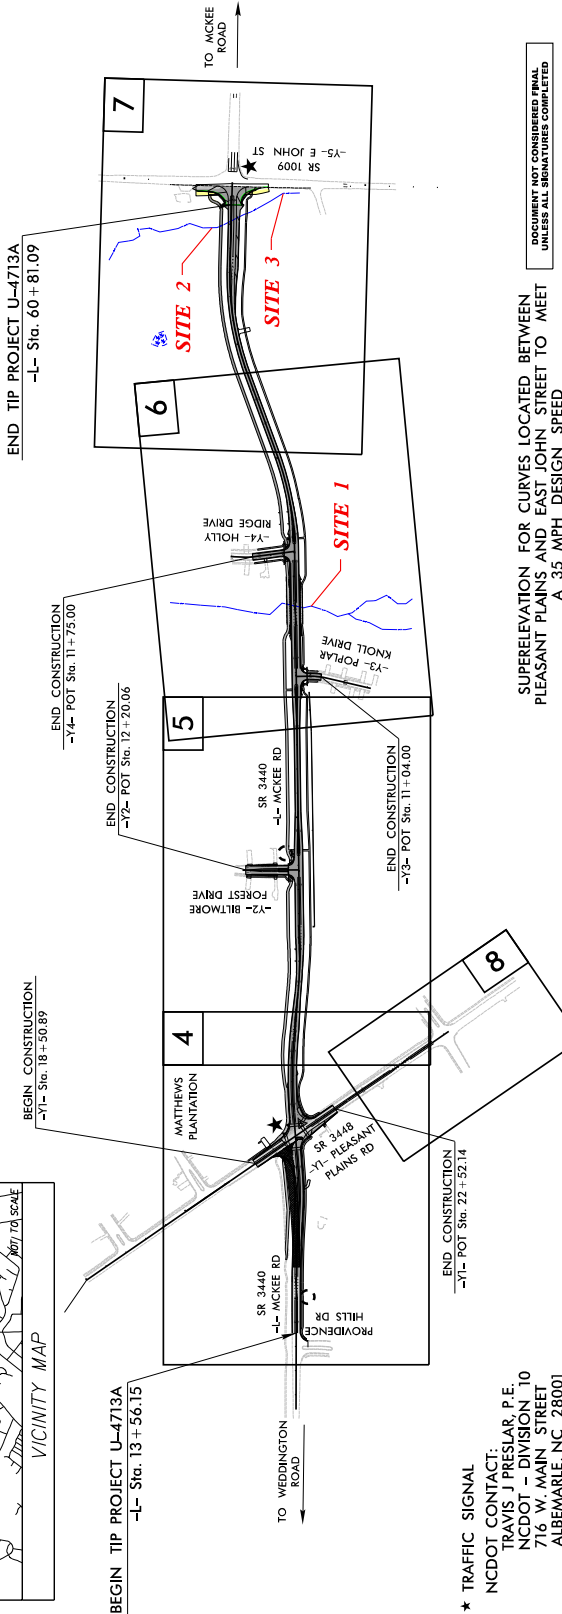 NOT TO SCALE
VICINITY MAP
BEGIN TIP PROJECT U-4713A
-L- Sta. 13 + 56.15
BEGIN CONSTRUCTION
-Y1- Sta. 18 + 50.89
END CONSTRUCTION
-Y2- POT Sta. 12 + 20.06
END CONSTRUCTION
-Y4- POT Sta. 11 + 75.00
END TIP PROJECT U-4713A
-L- Sta. 60 + 81.09
TO WEDDINGTON
ROAD
SR 3440
-L- MCKEE RD
PROVIDENCE
HILLS DR
MATTHEWS
PLANTATION
4
SR 3448
-Y1- PLEASANT
PLAINS RD
END CONSTRUCTION
-Y1- POT Sta. 22 + 52.14
8
-Y2- BILTMORE
FOREST DRIVE
SR 3440
-L- MCKEE RD
5
END CONSTRUCTION
-Y3- POT Sta. 11 + 04.00
-Y3- POPLAR
KNOLL DRIVE
SITE 1
-Y4- HOLLY
RIDGE DRIVE
6
SITE 2
SITE 3
7
SR 1009
-Y5- E JOHN ST
TO MCKEE
ROAD
★ TRAFFIC SIGNAL
NCDOT CONTACT:
TRAVIS J PRESLAR, P.E.
NCDOT - DIVISION 10
716 W. MAIN STREET
ALBEMARLE, NC 28001
SUPERELEVATION FOR CURVES LOCATED BETWEEN
PLEASANT PLAINS AND EAST JOHN STREET TO MEET
A 35 MPH DESIGN SPEED
DOCUMENT NOT CONSIDERED FINAL
UNLESS ALL SIGNATURES COMPLETED